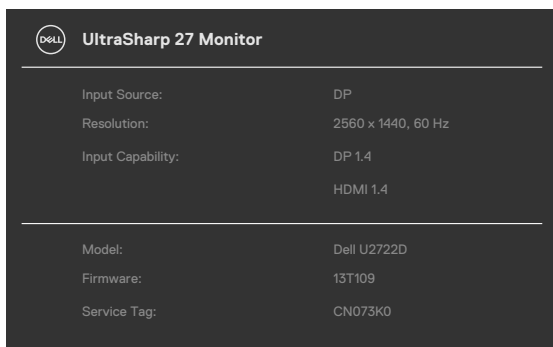 DELL UltraSharp 27 Monitor
Input Source: DP
Resolution: 2560 x 1440, 60 Hz
Input Capability: DP 1.4
HDMI 1.4
Model: Dell U2722D
Firmware: 13T109
Service Tag: CN073K0